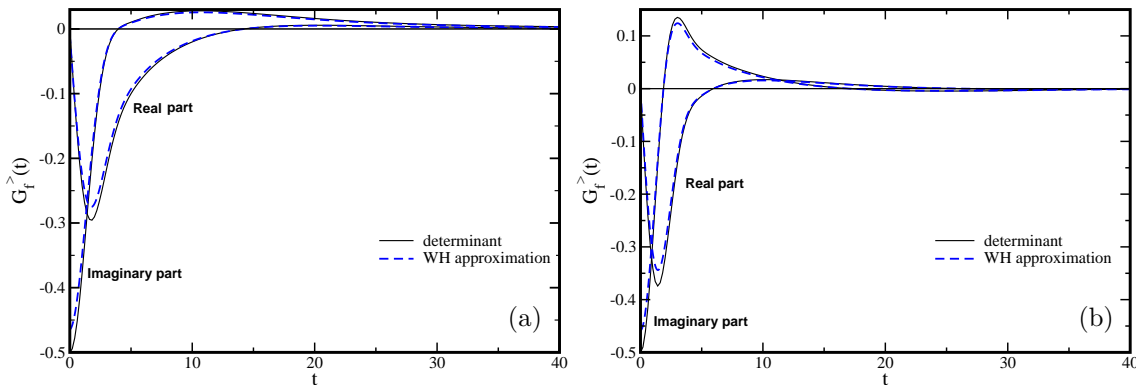 0
-0.1
-0.2
-0.3
-0.4
-0.5
G_f^>(t)
Real part
Imaginary part
determinant
WH approximation
(a)
0 10 20 30 40
t
0.1
0
-0.1
-0.2
-0.3
-0.4
-0.5
G_f^>(t)
Real part
Imaginary part
determinant
WH approximation
(b)
0 10 20 30 40
t